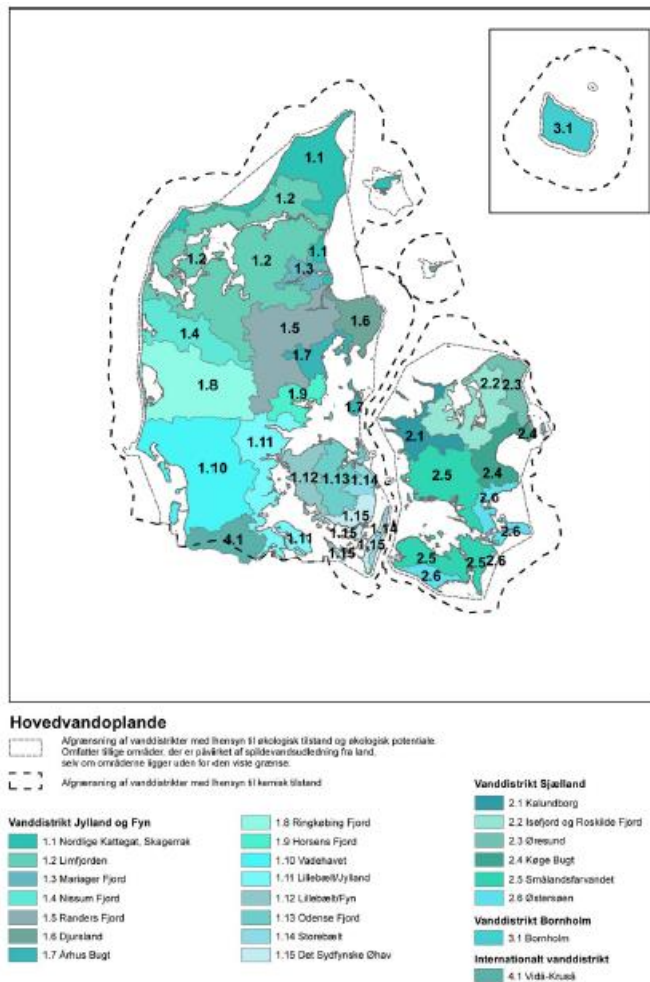 3.1
1.1
1.2
1.2
1.2
1.1
1.3
1.4
1.5
1.6
1.7
1.8
1.9
1.7
2.2
2.3
2.1
2.4
1.11
1.10
1.12
1.13
1.14
2.5
2.4
1.15
2.6
1.14
1.15
1.15
1.15
4.1
1.11
2.5
2.6
2.5
2.6
Hovedvandoplande
Afgrænsning af vanddistrikter med hensyn til økologisk tilstand og økologisk potentiale.
Omfatter tillige områder, der er påvirket af spildevandsudledning fra land,
selv om områderne ligger uden for den viste grænse.
Afgrænsning af vanddistrikter med hensyn til kemisk tilstand
Vanddistrikt Jylland og Fyn
1.1 Nordlige Kattegat, Skagerrak
1.2 Limfjorden
1.3 Mariager Fjord
1.4 Nissum Fjord
1.5 Randers Fjord
1.6 Djursland
1.7 Århus Bugt
1.8 Ringkøbing Fjord
1.9 Horsens Fjord
1.10 Vadehavet
1.11 Lillebælt/Jylland
1.12 Lillebælt/Fyn
1.13 Odense Fjord
1.14 Storebælt
1.15 Det Sydfynske Øhav
Vanddistrikt Sjælland
2.1 Kalundborg
2.2 Isefjord og Roskilde Fjord
2.3 Øresund
2.4 Køge Bugt
2.5 Smålandsfarvandet
2.6 Østersøen
Vanddistrikt Bornholm
3.1 Bornholm
Internationalt vanddistrikt
4.1 Vidå-Kruså